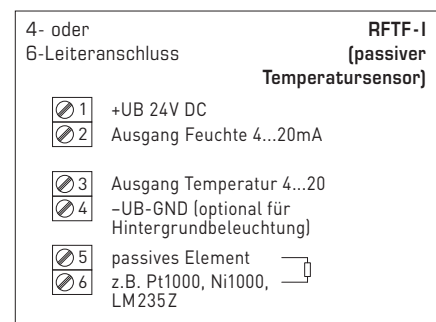 4- oder RFTF-I
6-Leiteranschluss (passiver
Temperatursensor)
1 +UB 24V DC
2 Ausgang Feuchte 4...20mA
3 Ausgang Temperatur 4...20
4 –UB-GND (optional für
Hintergrundbeleuchtung)
5 passives Element
6 z.B. Pt1000, Ni1000,
LM235Z